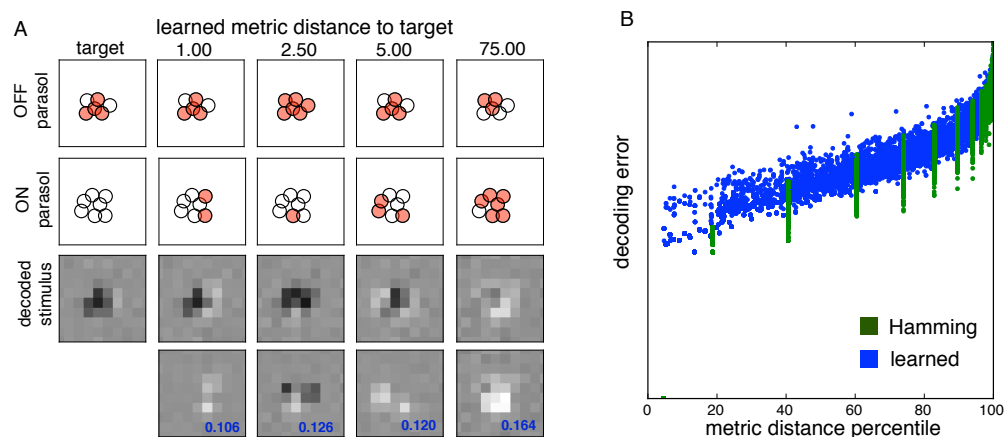 A
learned metric distance to target
target 1.00 2.50 5.00 75.00
OFF
parasol
ON
parasol
decoded
stimulus
0.106 0.126 0.120 0.164
B
decoding error
Hamming
learned
0 20 40 60 80 100
metric distance percentile